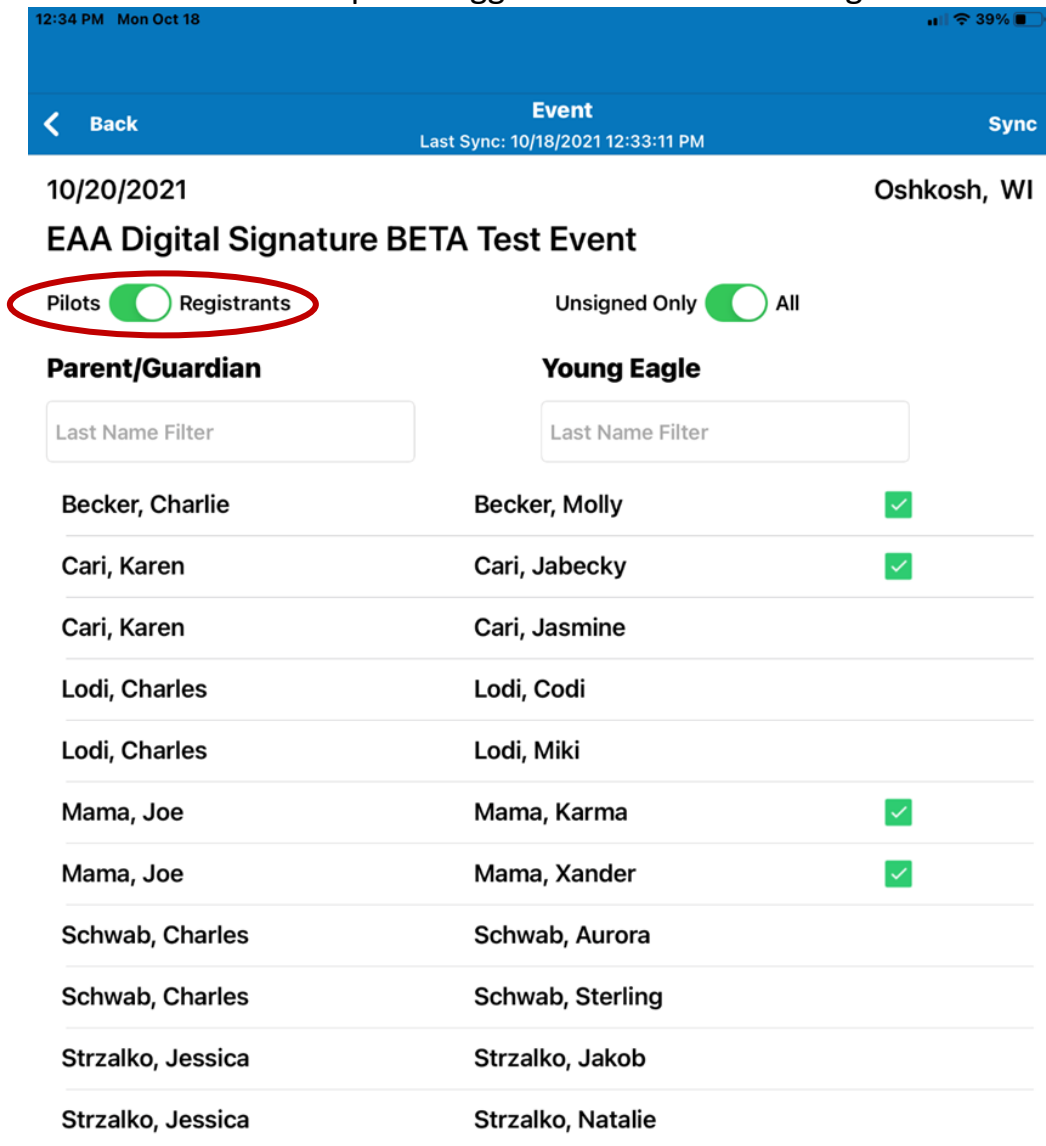 12:34 PM Mon Oct 18 39%
Back Event Sync
Last Sync: 10/18/2021 12:33:11 PM
10/20/2021 Oshkosh, WI
EAA Digital Signature BETA Test Event
Pilots Registrants Unsigned Only All
Parent/Guardian Young Eagle
Last Name Filter Last Name Filter
Becker, Charlie Becker, Molly
Cari, Karen Cari, Jabecky
Cari, Karen Cari, Jasmine
Lodi, Charles Lodi, Codi
Lodi, Charles Lodi, Miki
Mama, Joe Mama, Karma
Mama, Joe Mama, Xander
Schwab, Charles Schwab, Aurora
Schwab, Charles Schwab, Sterling
Strzalko, Jessica Strzalko, Jakob
Strzalko, Jessica Strzalko, Natalie